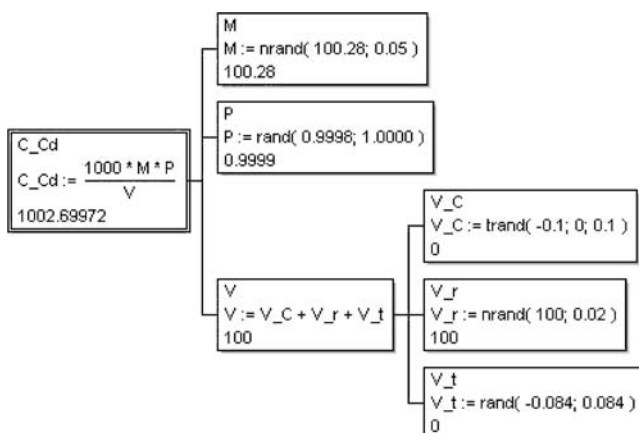 M
M := nrand( 100.28; 0.05 )
100.28
P
P := rand( 0.9998; 1.0000 )
0.9999
C_Cd
C_Cd := 1000 * M * P
V
1002.69972
V_C
V_C := trand( -0.1; 0; 0.1 )
0
V
V := V_C + V_r + V_t
100
V_r
V_r := nrand( 100; 0.02 )
100
V_t
V_t := rand( -0.084; 0.084 )
0